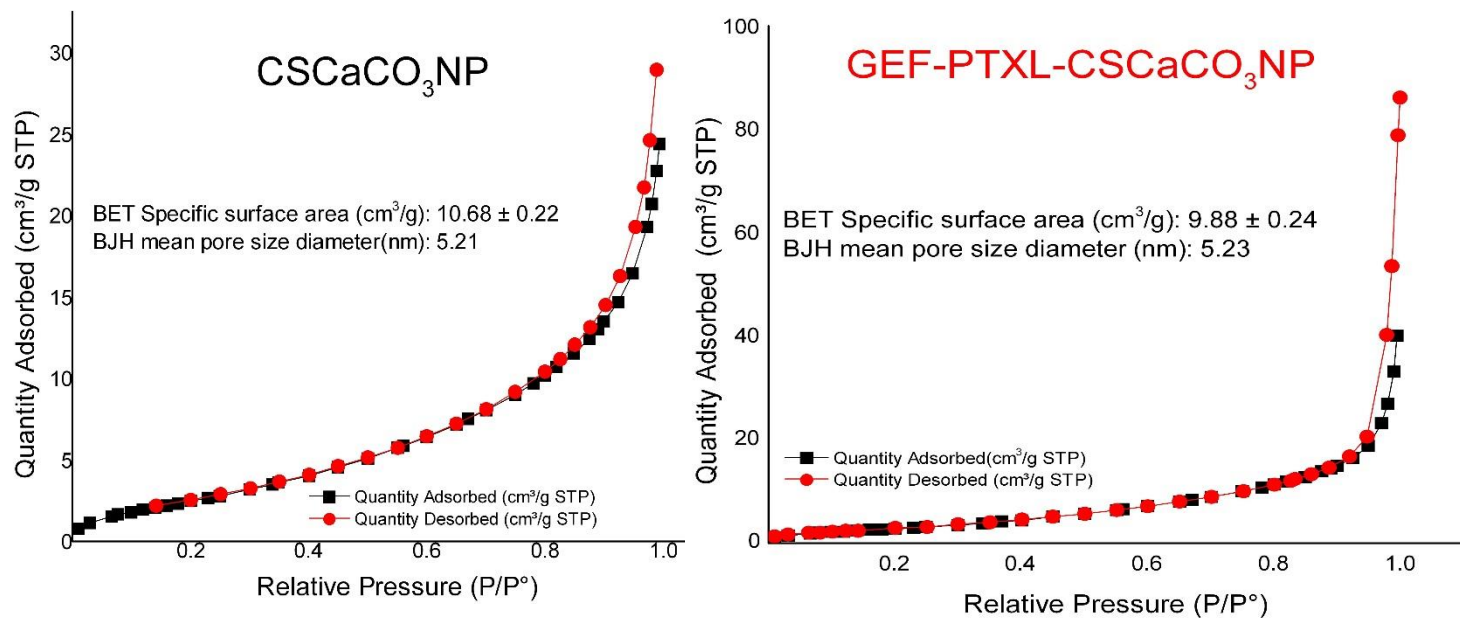 CSCaCO₃NP
BET Specific surface area (cm³/g): 10.68 ± 0.22
BJH mean pore size diameter(nm): 5.21
Quantity Adsorbed (cm³/g STP)
30
25
20
15
10
5
0
Quantity Adsorbed (cm³/g STP)
Quantity Desorbed (cm³/g STP)
0.2 0.4 0.6 0.8 1.0
Relative Pressure (P/P°)
GEF-PTXL-CSCaCO₃NP
BET Specific surface area (cm³/g): 9.88 ± 0.24
BJH mean pore size diameter (nm): 5.23
Quantity Adsorbed (cm³/g STP)
100
80
60
40
20
0
Quantity Adsorbed(cm³/g STP)
Quantity Desorbed (cm³/g STP)
0.2 0.4 0.6 0.8 1.0
Relative Pressure (P/P°)